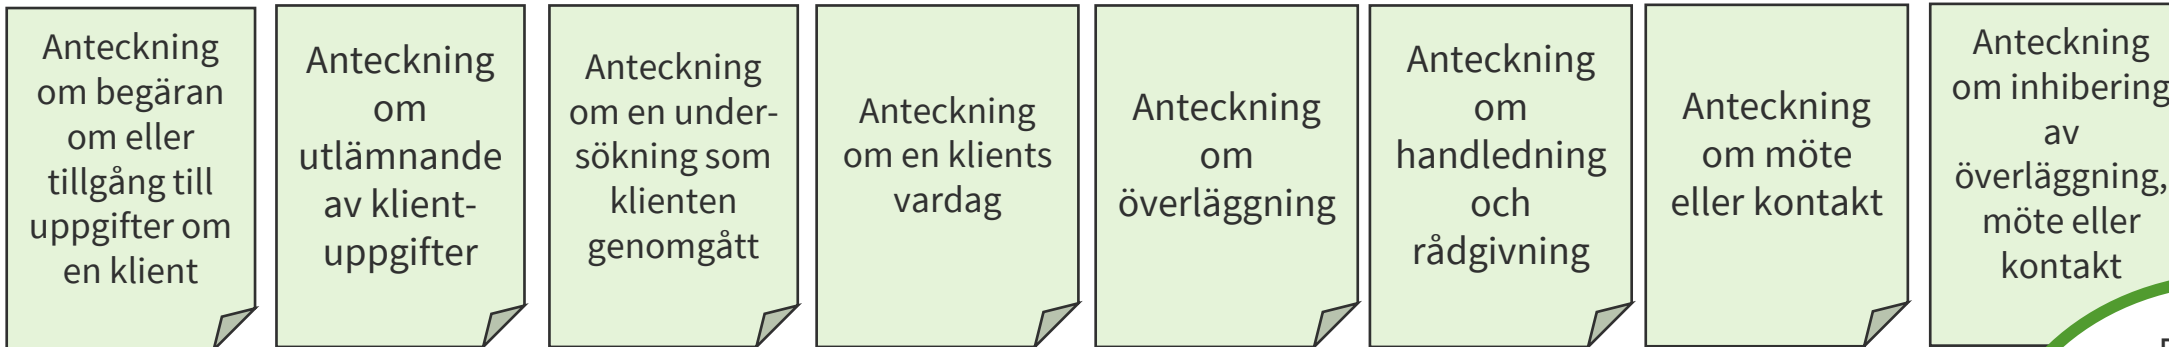 Anteckning
om begäran
om eller
tillgång till
uppgifter om
en klient
Anteckning
om
utlämnande
av klient-
uppgifter
Anteckning
om en under-
sökning som
klienten
genomgått
Anteckning
om en klients
vardag
Anteckning
om
överläggning
Anteckning
om
handledning
och
rådgivning
Anteckning
om möte
eller kontakt
Anteckning
om inhibering
av
överläggning,
möte eller
kontakt